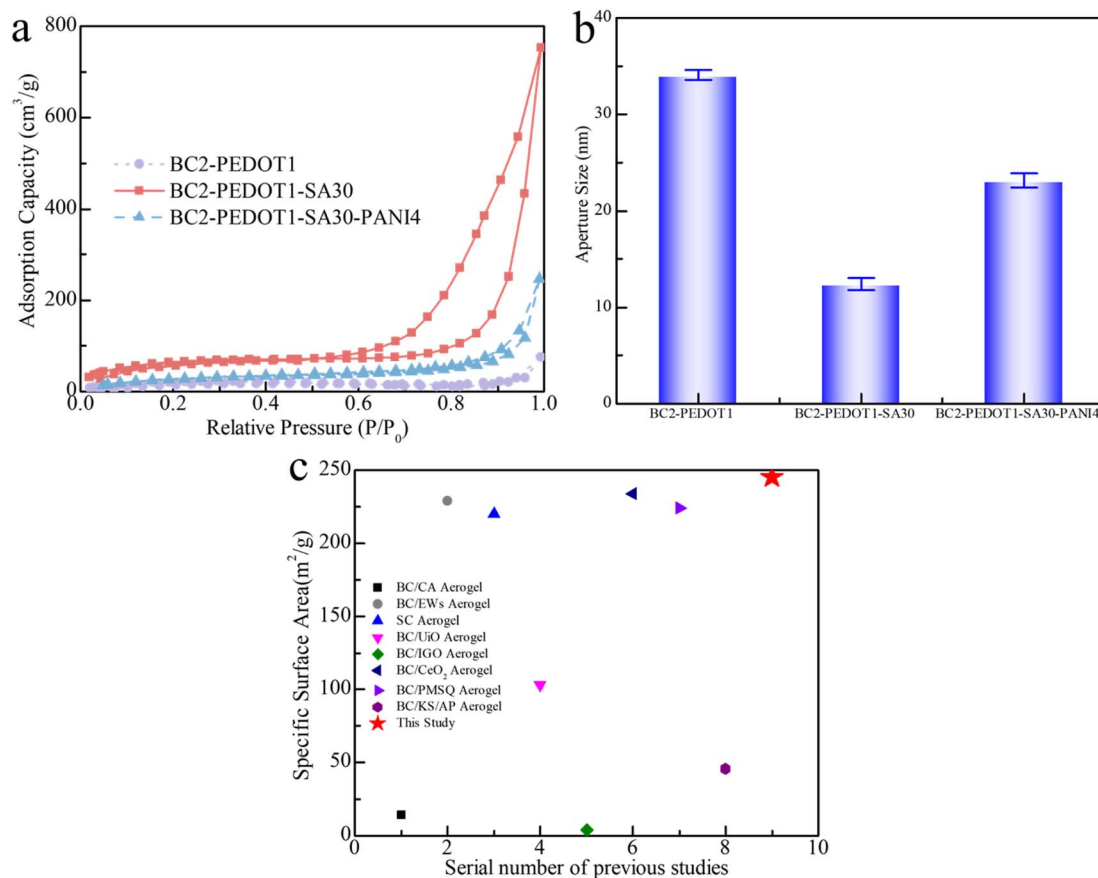 a
800
600
400
200
0
Adsorption Capacity (cm³/g)
BC2-PEDOT1
BC2-PEDOT1-SA30
BC2-PEDOT1-SA30-PANI4
0.0 0.2 0.4 0.6 0.8 1.0
Relative Pressure (P/P₀)
b
40
30
20
10
0
Aperture Size (nm)
BC2-PEDOT1 BC2-PEDOT1-SA30 BC2-PEDOT1-SA30-PANI4
c
250
200
150
100
50
0
Specific Surface Area(m²/g)
BC/CA Aerogel
BC/EWs Aerogel
SC Aerogel
BC/UiO Aerogel
BC/IGO Aerogel
BC/CeO₂ Aerogel
BC/PMSQ Aerogel
BC/KS/AP Aerogel
This Study
0 2 4 6 8 10
Serial number of previous studies